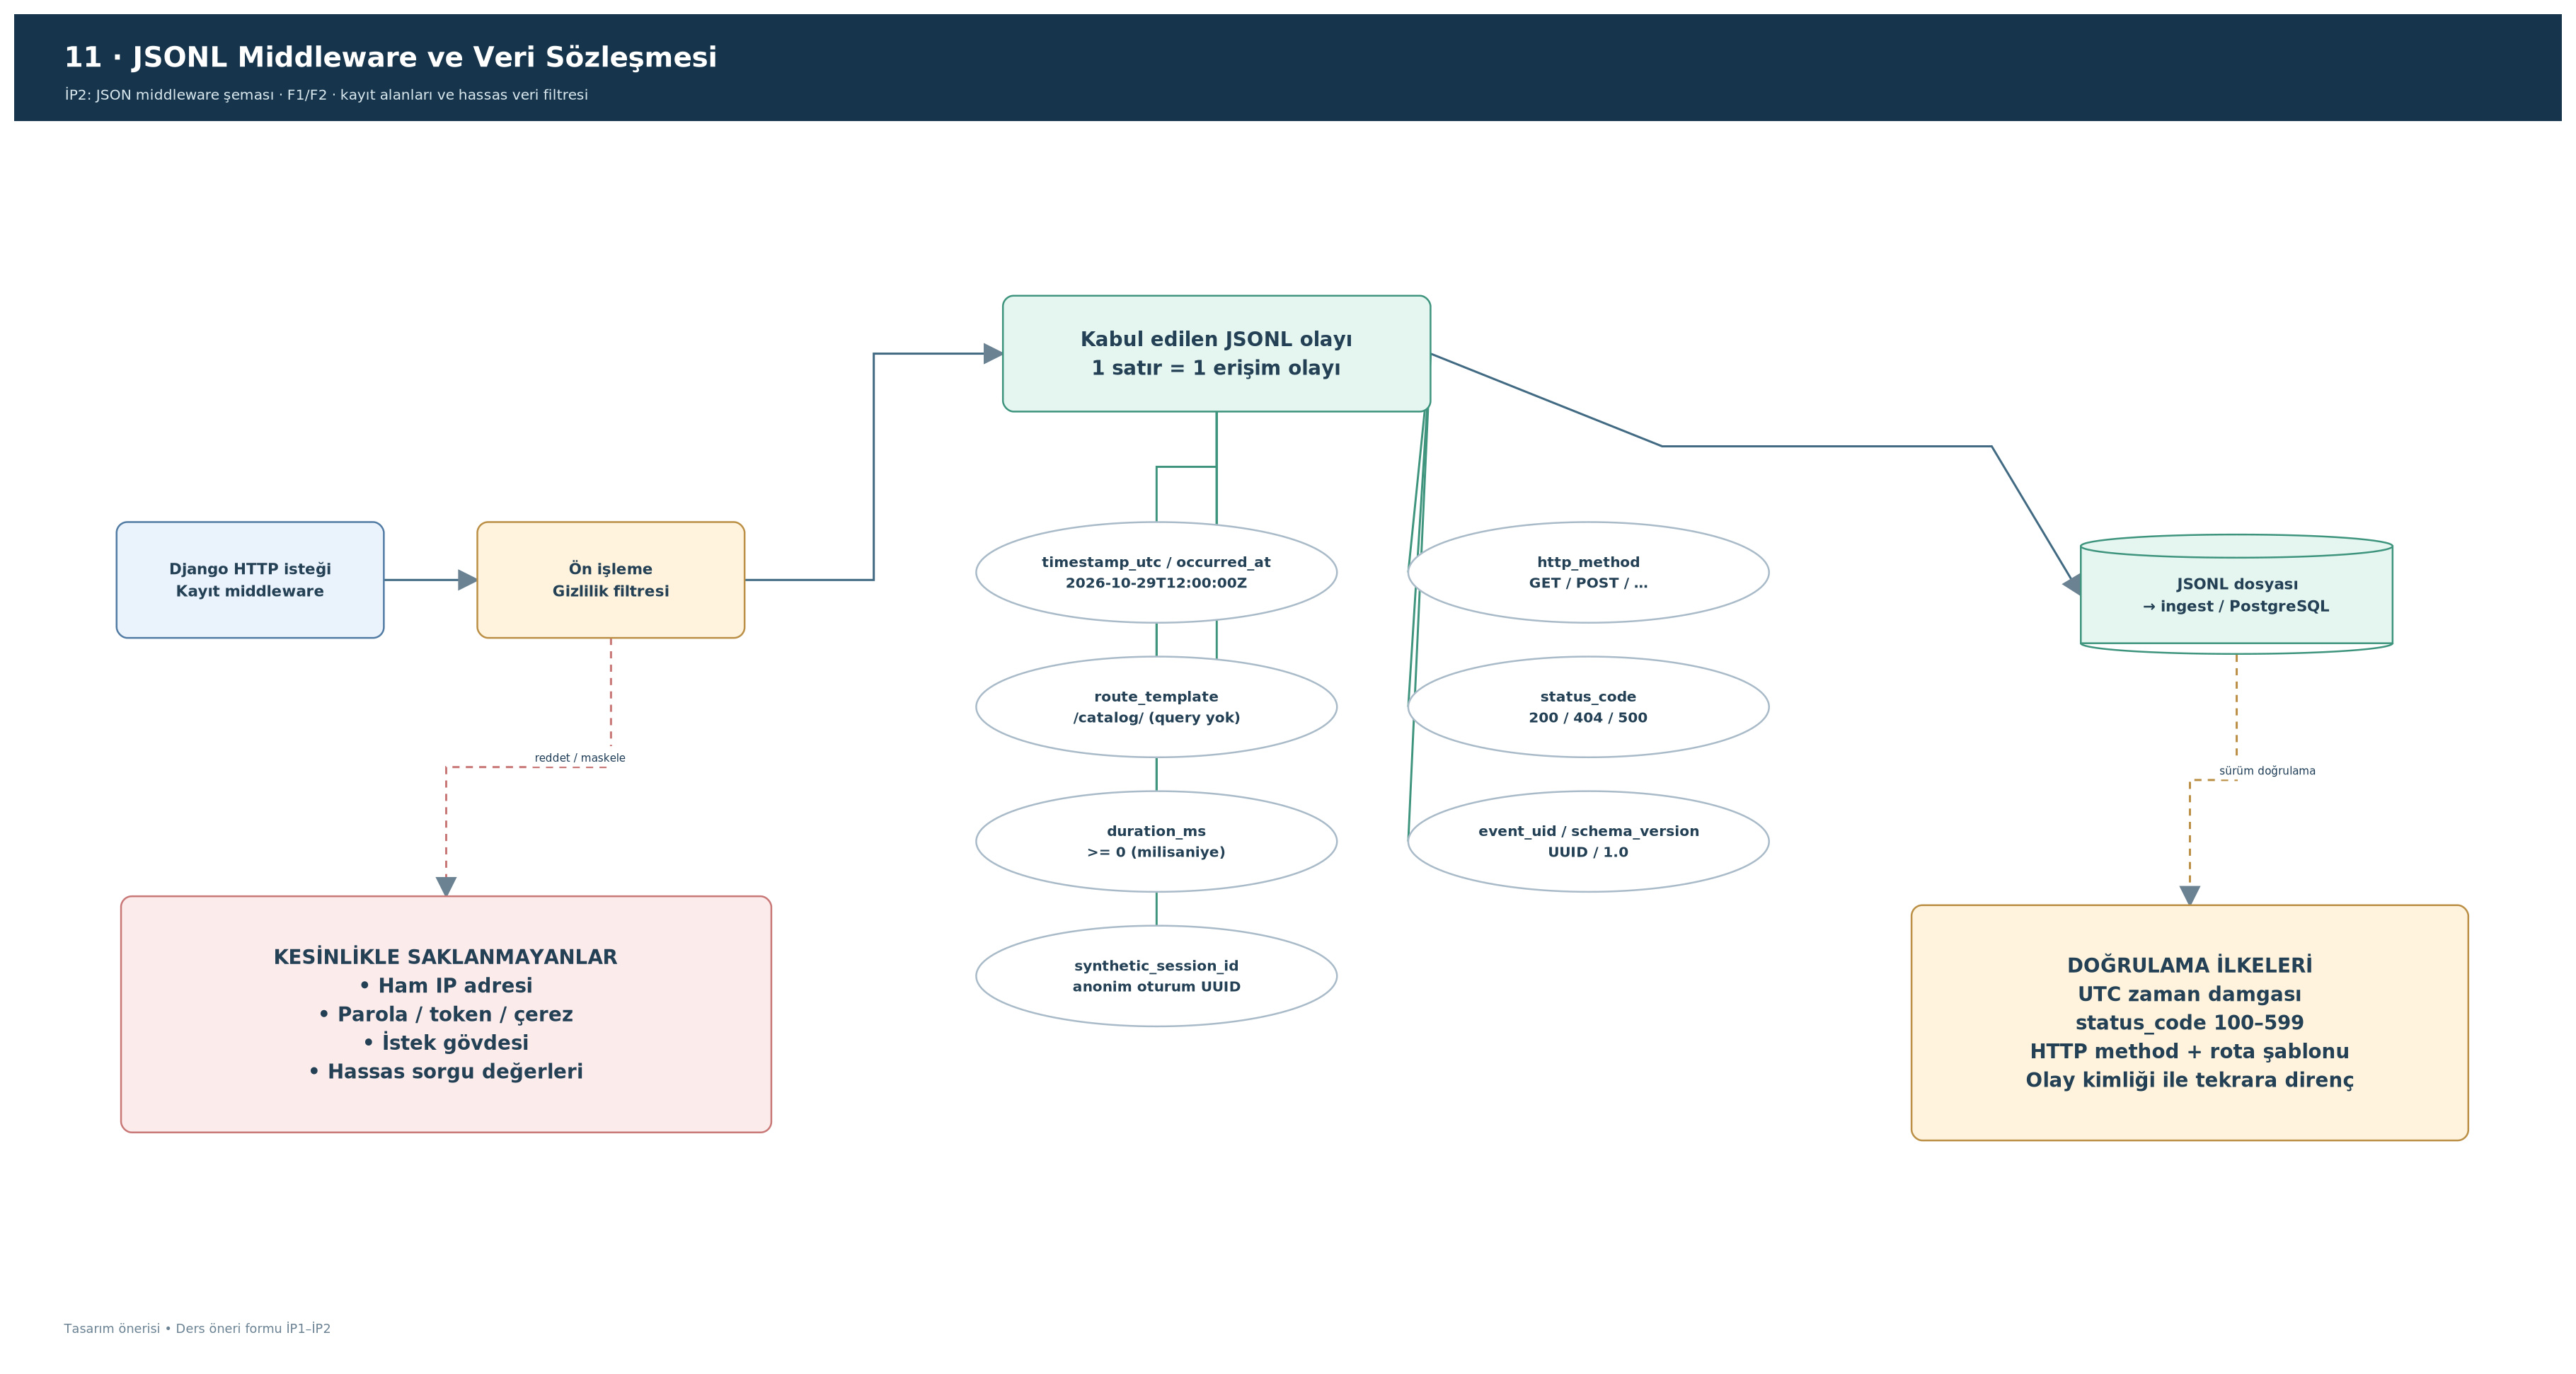 11 · JSONL Middleware ve Veri Sözleşmesi
İP2: JSON middleware şeması · F1/F2 · kayıt alanları ve hassas veri filtresi
Kabul edilen JSONL olayı
1 satır = 1 erişim olayı
Django HTTP isteği
Kayıt middleware
Ön işleme
Gizlilik filtresi
timestamp_utc / occurred_at
2026-10-29T12:00:00Z
http_method
GET / POST / ...
JSONL dosyası
→ ingest / PostgreSQL
route_template
/catalog/ (query yok)
status_code
200 / 404 / 500
reddet / maskele
sürüm doğrulama
duration_ms
>= 0 (milisaniye)
event_uid / schema_version
UUID / 1.0
synthetic_session_id
anonim oturum UUID
KESİNLİKLE SAKLANMAYANLAR
• Ham IP adresi
• Parola / token / çerez
• İstek gövdesi
• Hassas sorgu değerleri
DOĞRULAMA İLKELERİ
UTC zaman damgası
status_code 100–599
HTTP method + rota şablonu
Olay kimliği ile tekrara direnç
Tasarım önerisi • Ders öneri formu İP1–İP2